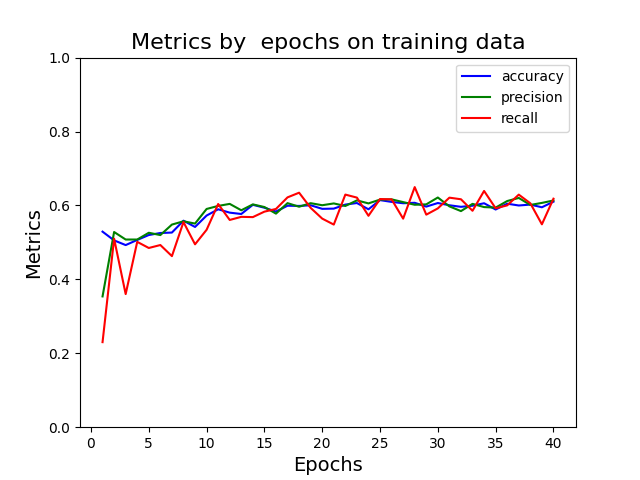 Metrics by  epochs on training data
1.0
0.8
0.6
0.4
0.2
0.0
Metrics
accuracy
precision
recall
0 5 10 15 20 25 30 35 40
Epochs